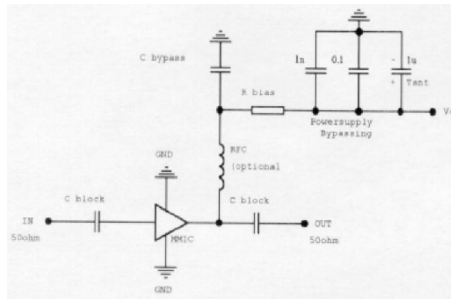 C bypass
1n
0.1
-
1u
+
Tant
R bias
Powersupply
Bypassing
GND
RFC
(optional
C block
C block
IN
50ohm
MMIC
OUT
50ohm
GND